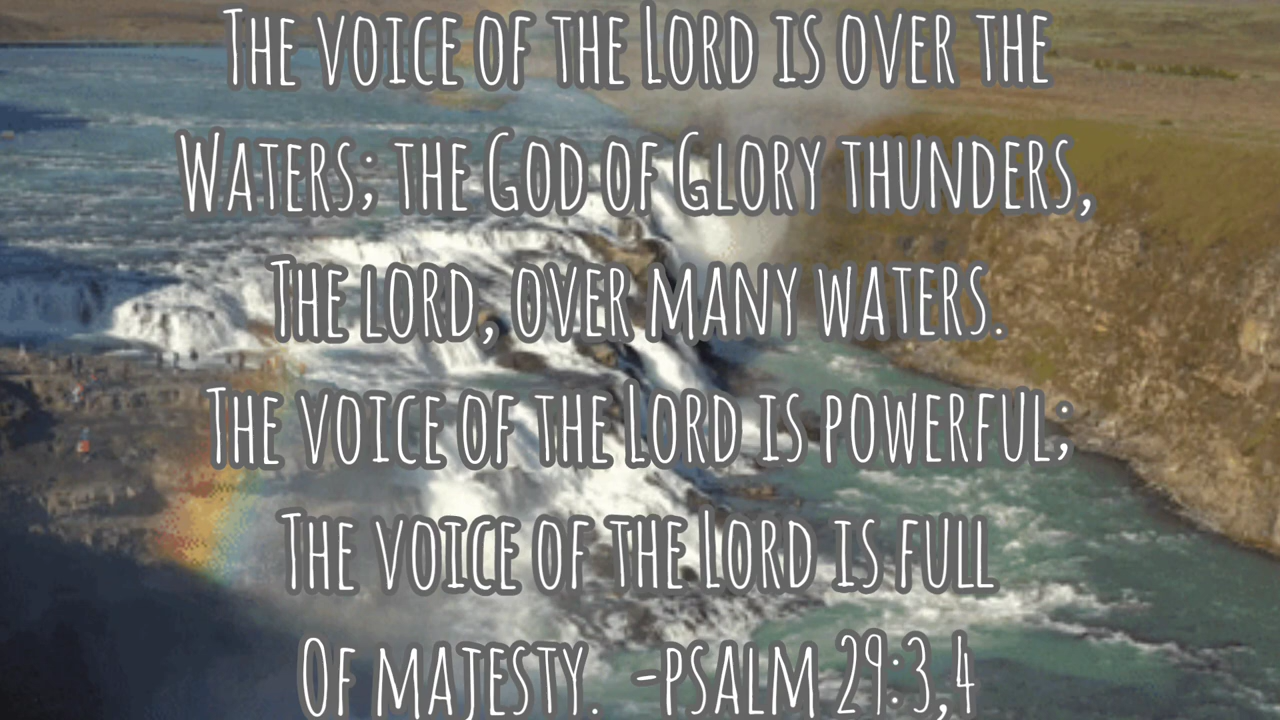 The voice of the Lord is over the
Waters; the God of Glory thunders,
The lord, over many waters.
The voice of the Lord is powerful;
The voice of the Lord is full
Of majesty. -psalm 29:3,4